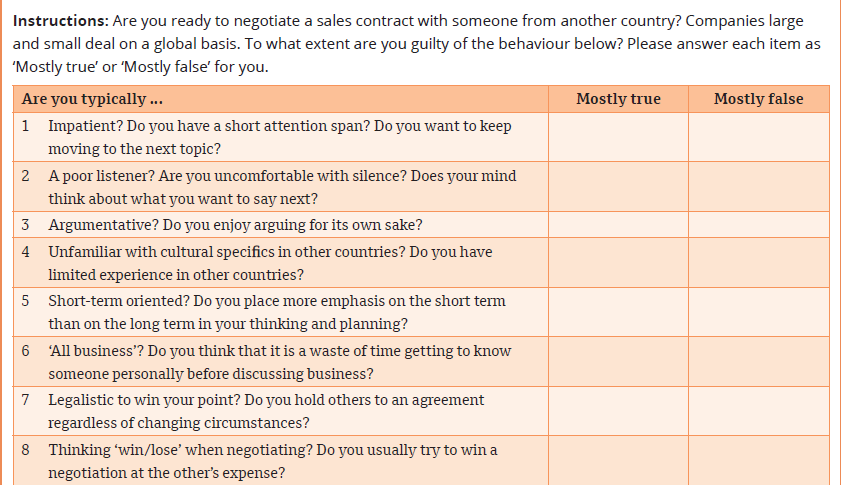 Instructions: Are you ready to negotiate a sales contract with someone from another country? Companies large
and small deal on a global basis. To what extent are you guilty of the behaviour below? Please answer each item as
‘Mostly true’ or ‘Mostly false’ for you.
Are you typically ... Mostly true Mostly false
1 Impatient? Do you have a short attention span? Do you want to keep
moving to the next topic?
2 A poor listener? Are you uncomfortable with silence? Does your mind
think about what you want to say next?
3 Argumentative? Do you enjoy arguing for its own sake?
4 Unfamiliar with cultural specifics in other countries? Do you have
limited experience in other countries?
5 Short-term oriented? Do you place more emphasis on the short term
than on the long term in your thinking and planning?
6 ‘All business’? Do you think that it is a waste of time getting to know
someone personally before discussing business?
7 Legalistic to win your point? Do you hold others to an agreement
regardless of changing circumstances?
8 Thinking ‘win/lose’ when negotiating? Do you usually try to win a
negotiation at the other’s expense?